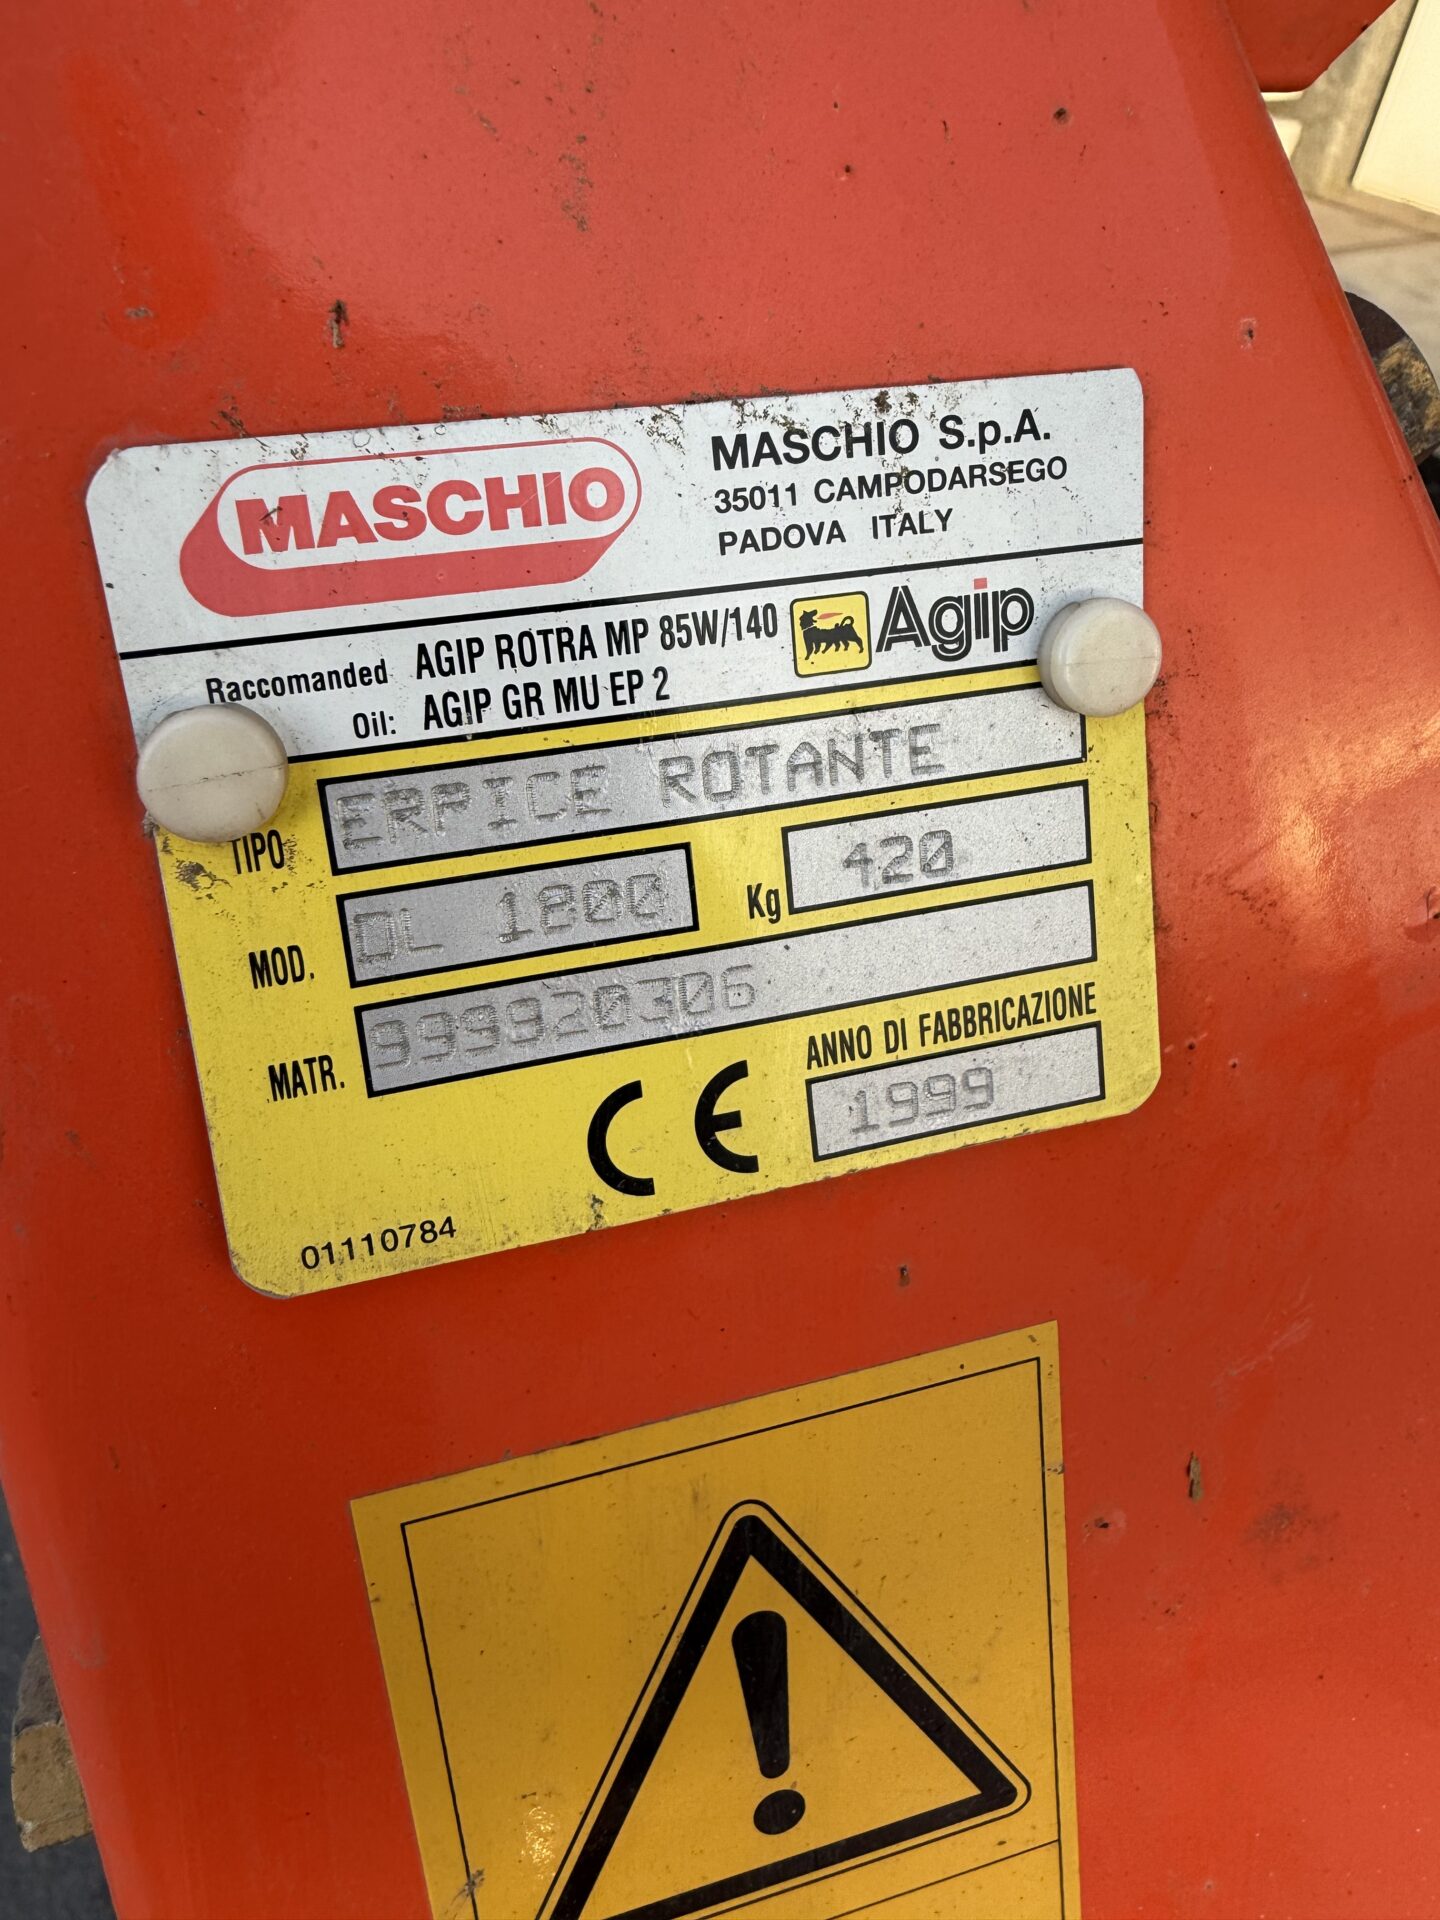 MASCHIO
MASCHIO S.p.A.
35011 CAMPODARSEGO
PADOVA ITALY
Raccomanded Oil:
AGIP ROTRA MP 85W/140
AGIP GR MU EP 2
Agip
TIPO ERPICE ROTANTE
MOD. DL 1800 Kg 420
MATR. 999920306
ANNO DI FABBRICAZIONE
CE 1999
01110784